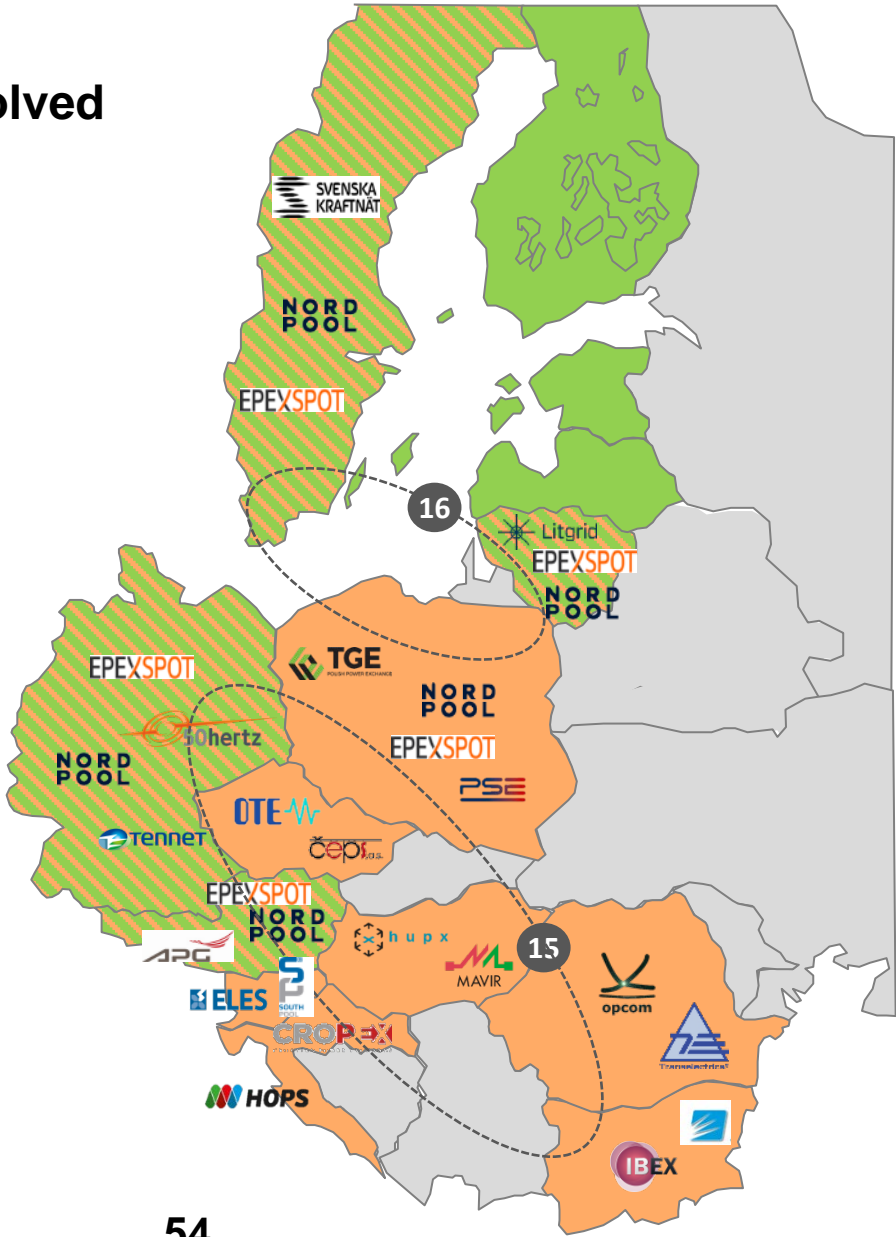 olved
SVENSKA
KRAFTNÄT
NORD
POOL
EPEXSPOT
16
Litgrid
EPEXSPOT
NORD
POOL
EPEXSPOT
TGE
POLISH POWER EXCHANGE
NORD
POOL
50hertz
EPEXSPOT
NORD
POOL
PSE
OTE
TENNET
čeps,a.s.
EPEXSPOT
NORD
POOL
hupx
APG
MAVIR
15
ELES
SOUTH
POOL
opcom
CROPEX
Transelectrica
HOPS
IBEX
54